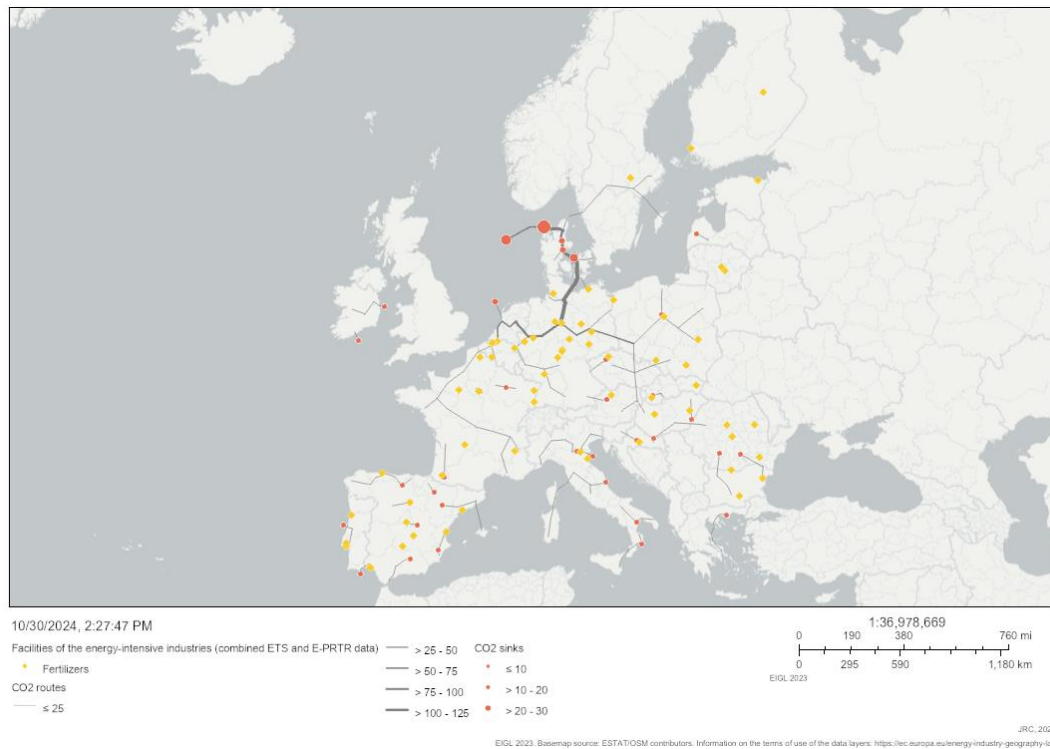 10/30/2024, 2:27:47 PM
Facilities of the energy-intensive industries (combined ETS and E-PRTR data)
Fertilizers
CO2 routes
≤ 25
> 25 - 50
> 50 - 75
> 75 - 100
> 100 - 125
CO2 sinks
≤ 10
> 10 - 20
> 20 - 30
1:36,978,669
0 190 380 760 mi
0 295 590 1,180 km
EIGL 2023
JRC,
EIGL 2023. Basemap source: ESTAT/OSM contributors. Information on the terms of use of the data layers: https://ec.europa.eu/energy-industry-geography-l